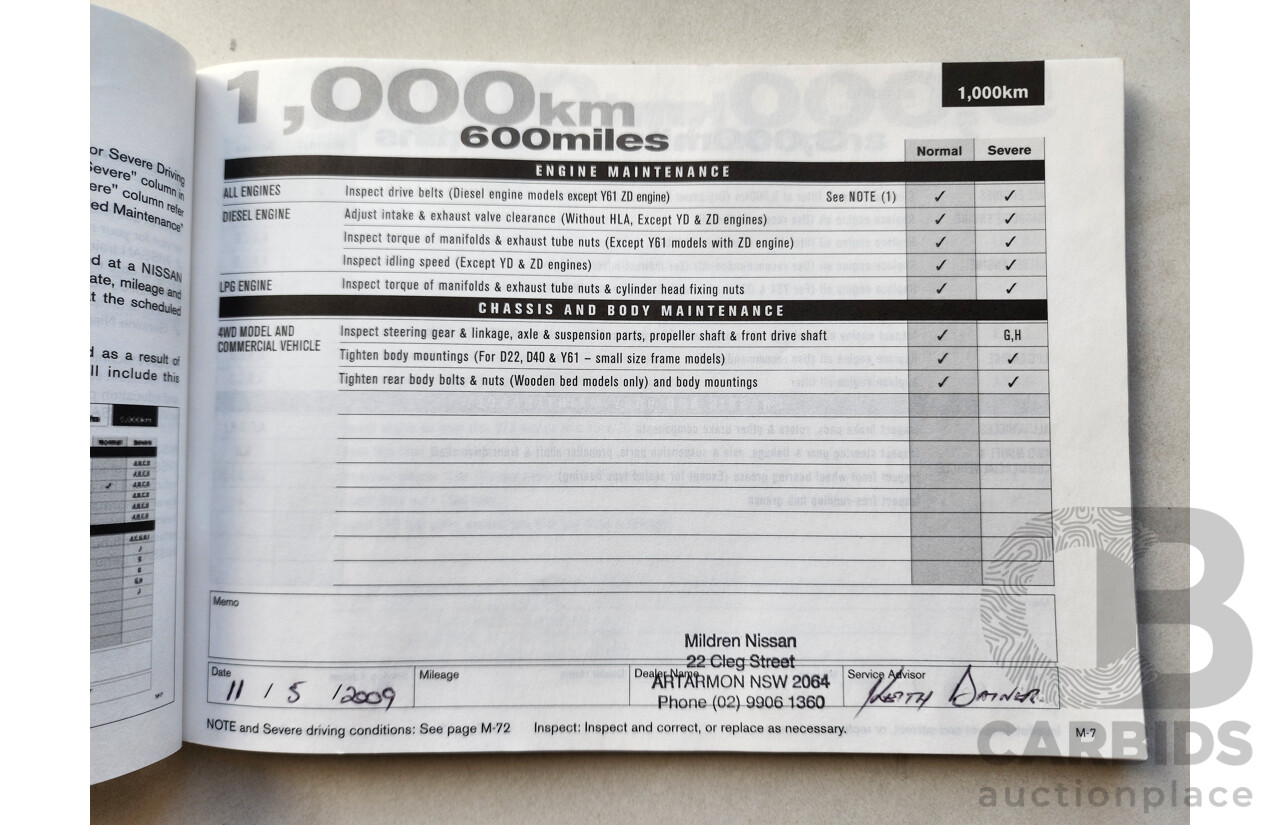 or Severe Driving
Severe" column in
ere" column refer
ed Maintenance"
d at a NISSAN
ate, mileage and
t the scheduled
d as a result of
ll include this
1,000km
1,000km
600miles
Normal Severe
ENGINE MAINTENANCE
ALL ENGINES Inspect drive belts (Diesel engine models except Y61 ZD engine) See NOTE (1) ✓ ✓
DIESEL ENGINE Adjust intake & exhaust valve clearance (Without HLA, Except YD & ZD engines) ✓ ✓
Inspect torque of manifolds & exhaust tube nuts (Except Y61 models with ZD engine) ✓ ✓
Inspect idling speed (Except YD & ZD engines) ✓ ✓
LPG ENGINE Inspect torque of manifolds & exhaust tube nuts & cylinder head fixing nuts ✓ ✓
CHASSIS AND BODY MAINTENANCE
4WD MODEL AND Inspect steering gear & linkage, axle & suspension parts, propeller shaft & front drive shaft ✓ G,H
COMMERCIAL VEHICLE
Tighten body mountings (For D22, D40 & Y61 – small size frame models) ✓ ✓
Tighten rear body bolts & nuts (Wooden bed models only) and body mountings ✓ ✓
Memo
Mildren Nissan
22 Cleg Street
ARTARMON NSW 2064
Phone (02) 9906 1360
Date 11 / 5 / 2009
Mileage
Dealer Name
Service Advisor
NOTE and Severe driving conditions: See page M-72 Inspect: Inspect and correct, or replace as necessary.
M-7
CB
CARBIDS
auctionplace